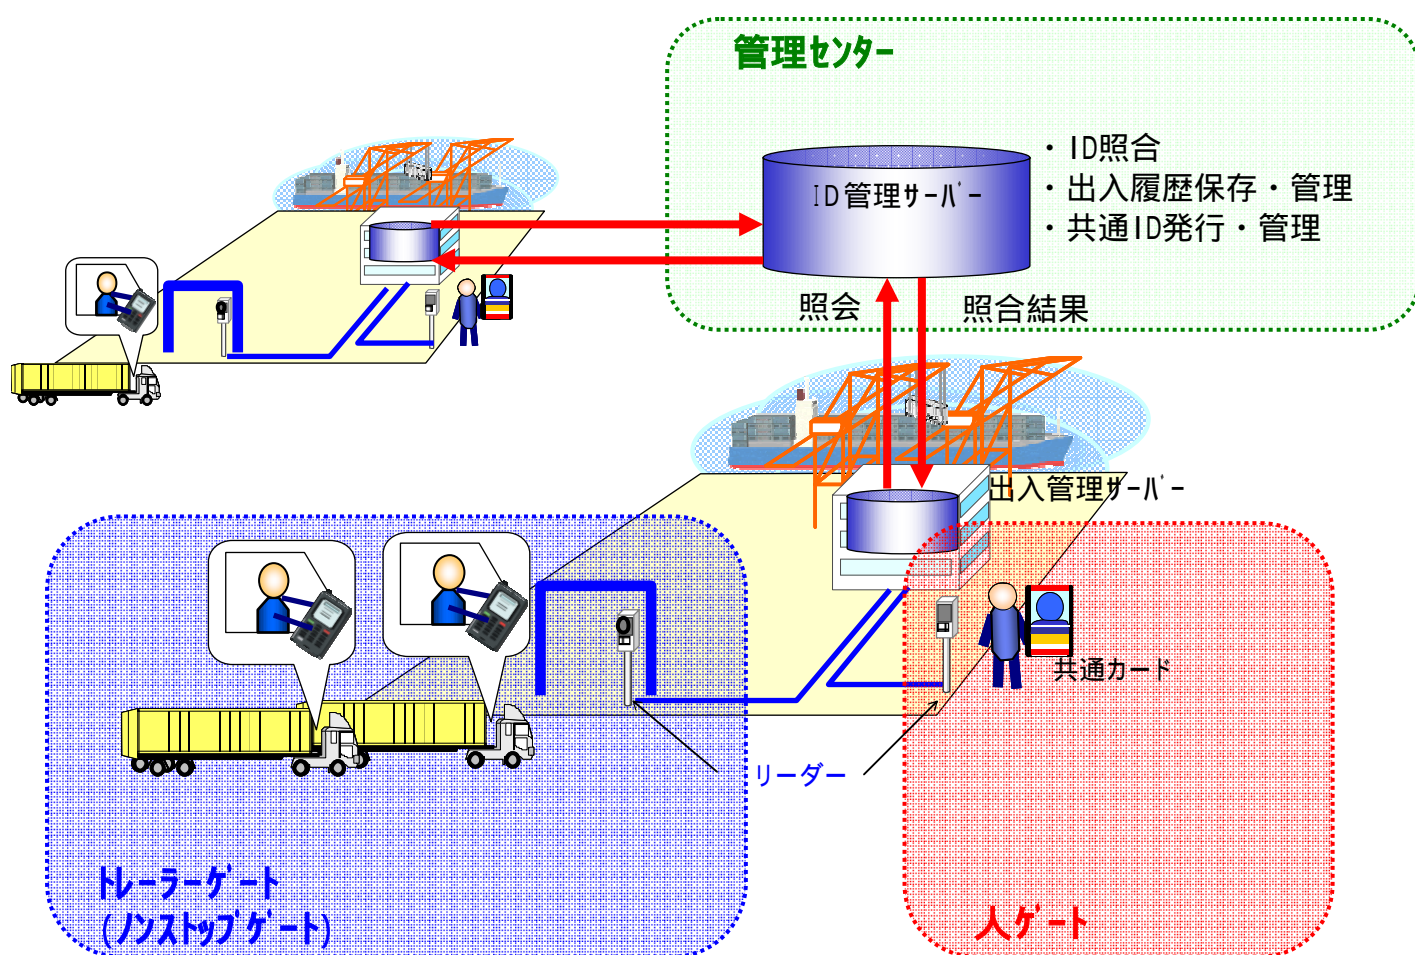 管理ｾﾝﾀｰ
ID管理ｻｰﾊﾞｰ
・ID照合
・出入履歴保存・管理
・共通ID発行・管理
照会
照合結果
出入管理ｻｰﾊﾞｰ
共通ｶｰﾄﾞ
リーダー
ﾄﾚｰﾗｰｹﾞｰﾄ
(ﾉﾝｽﾄｯﾌﾟｹﾞｰﾄ)
人ｹﾞｰﾄ